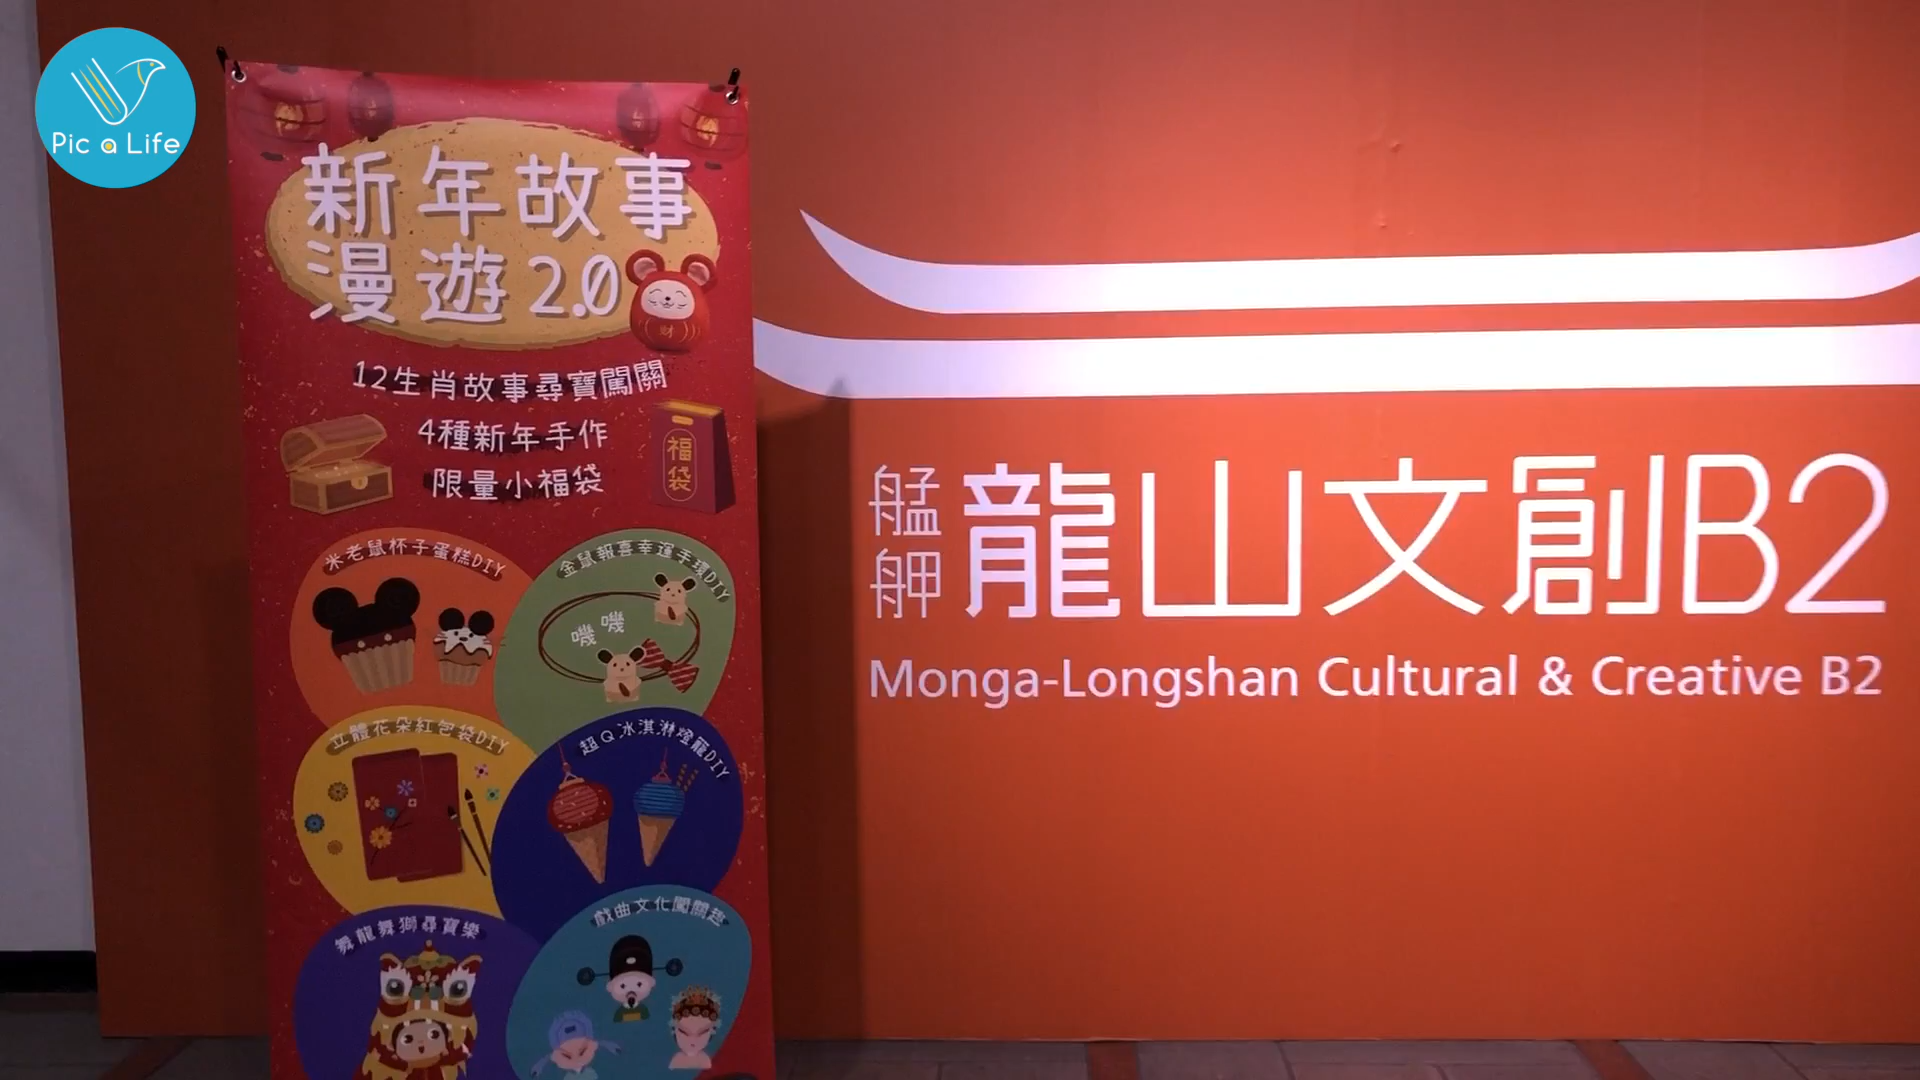 Pic a Life
新年故事
漫遊2.0
財
12生肖故事尋寶闖關
4種新年手作
限量小福袋
福袋
米老鼠杯子蛋糕DIY
金鼠報喜幸運手環DIY
嘰嘰
立體花朵紅包袋DIY
超Q冰淇淋燈籠DIY
舞龍舞獅尋寶樂
戲曲文化闖關趣
艋舺龍山文創B2
Monga-Longshan Cultural & Creative B2